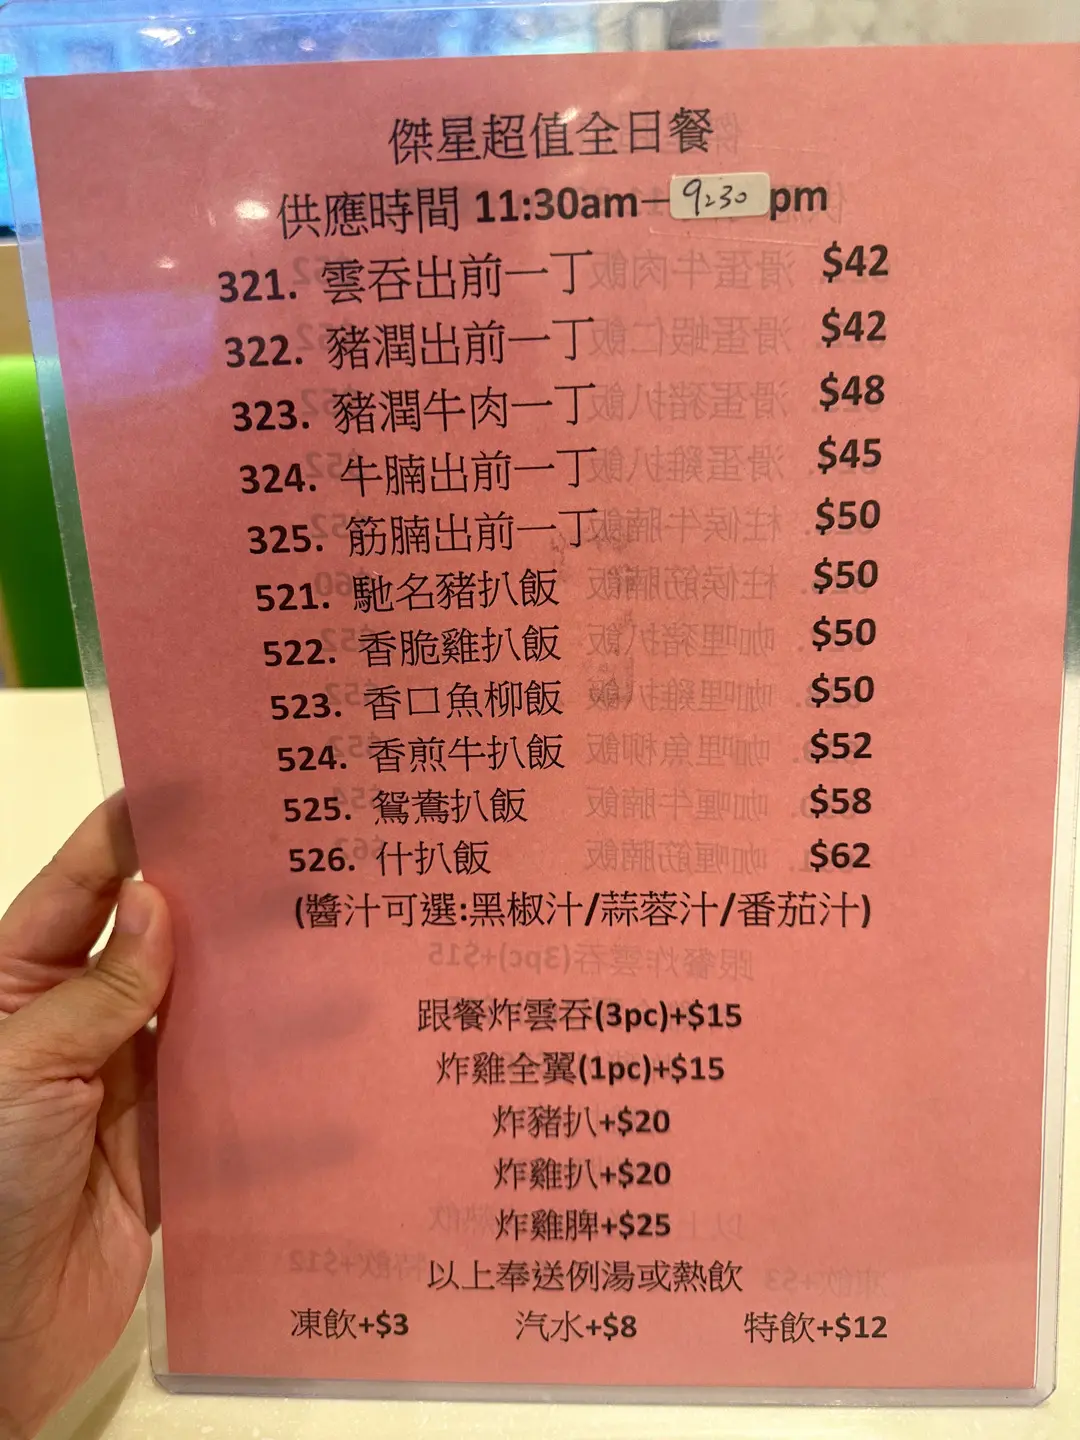 傑星超值全日餐
供應時間 11:30am—9:30 pm
321. 雲吞出前一丁 $42
322. 豬潤出前一丁 $42
323. 豬潤牛肉一丁 $48
324. 牛腩出前一丁 $45
325. 筋腩出前一丁 $50
521. 馳名豬扒飯 $50
522. 香脆雞扒飯 $50
523. 香口魚柳飯 $50
524. 香煎牛扒飯 $52
525. 鴛鴦扒飯 $58
526. 什扒飯 $62
(醬汁可選:黑椒汁/蒜蓉汁/番茄汁)
跟餐炸雲吞(3pc)+$15
炸雞全翼(1pc)+$15
炸豬扒+$20
炸雞扒+$20
炸雞脾+$25
以上奉送例湯或熱飲
凍飲+$3 汽水+$8 特飲+$12